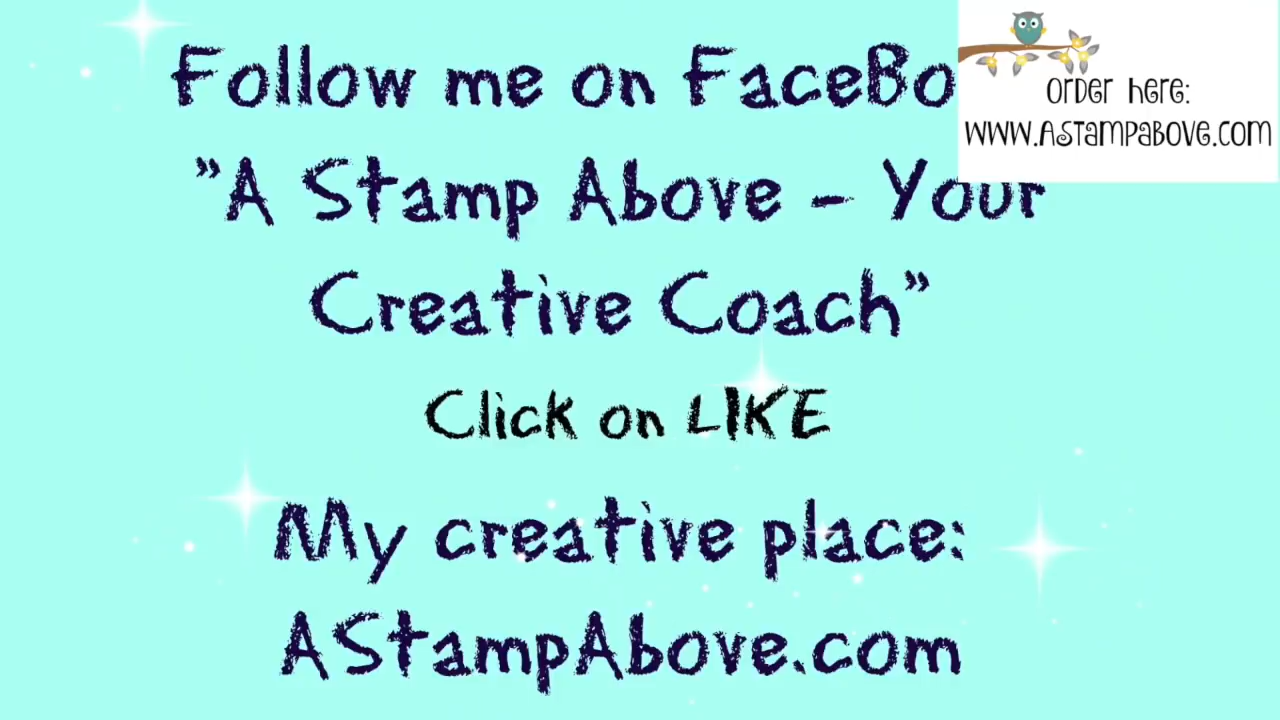 Follow me on FaceBo
"A Stamp Above - Your
Creative Coach"
Click on LIKE
My creative place:
AStampAbove.com
Order here:
www.AStampAbove.com